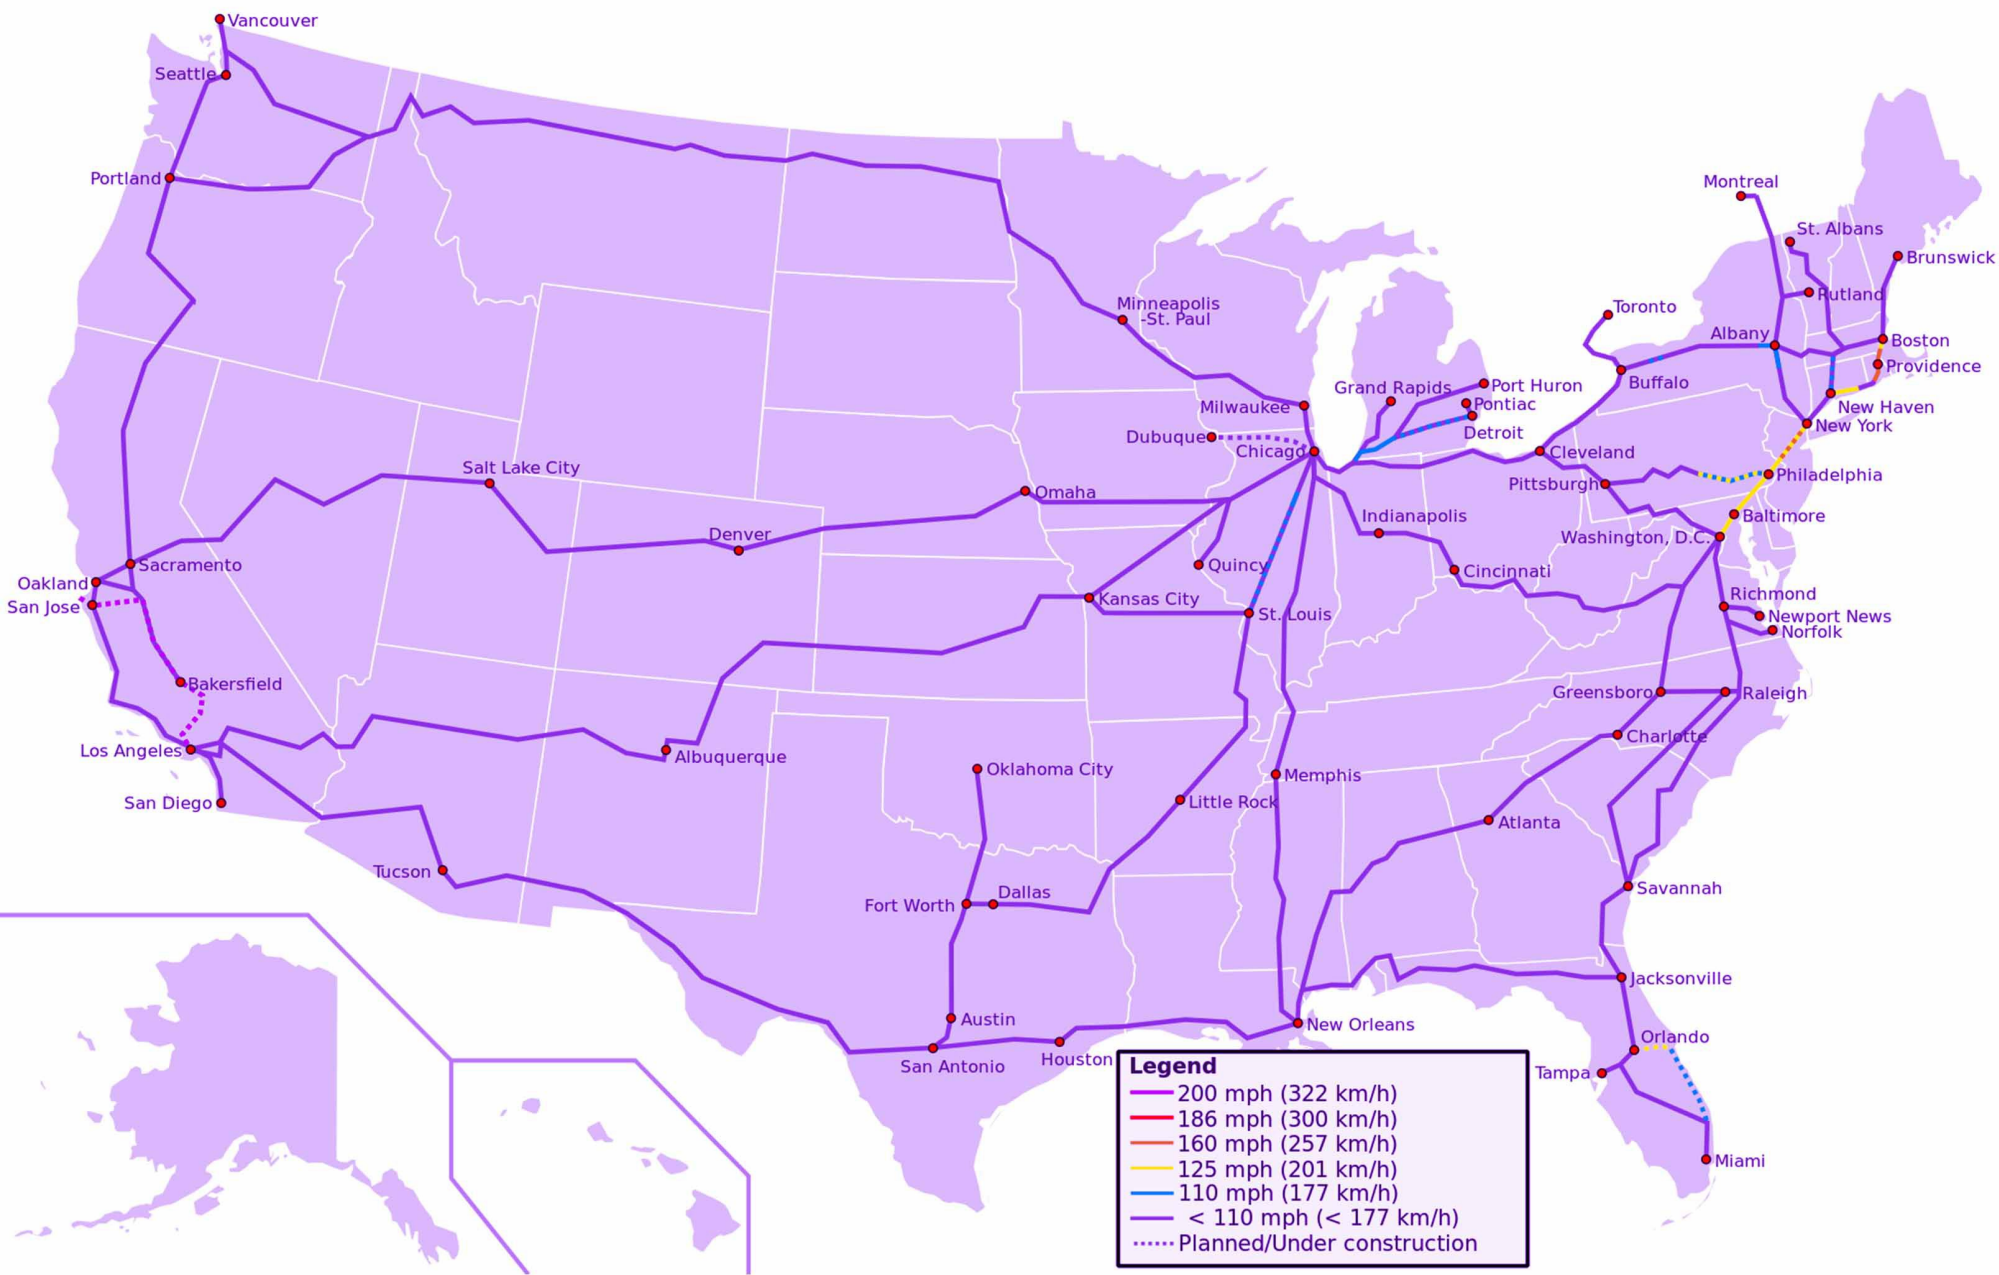 Vancouver
Seattle
Portland
Montreal
St. Albans
Brunswick
Rutland
Toronto
Minneapolis
-St. Paul
Albany
Boston
Providence
Buffalo
Grand Rapids
Port Huron
Pontiac
Milwaukee
New Haven
New York
Detroit
Dubuque
Chicago
Cleveland
Salt Lake City
Philadelphia
Pittsburgh
Omaha
Indianapolis
Baltimore
Denver
Washington, D.C.
Sacramento
Quincy
Cincinnati
Oakland
San Jose
Kansas City
Richmond
St. Louis
Newport News
Norfolk
Bakersfield
Greensboro
Raleigh
Charlotte
Los Angeles
Albuquerque
Oklahoma City
Memphis
San Diego
Little Rock
Atlanta
Tucson
Dallas
Savannah
Fort Worth
Jacksonville
Austin
New Orleans
Orlando
Houston
San Antonio
Tampa
Miami
Legend
200 mph (322 km/h)
186 mph (300 km/h)
160 mph (257 km/h)
125 mph (201 km/h)
110 mph (177 km/h)
< 110 mph (< 177 km/h)
Planned/Under construction